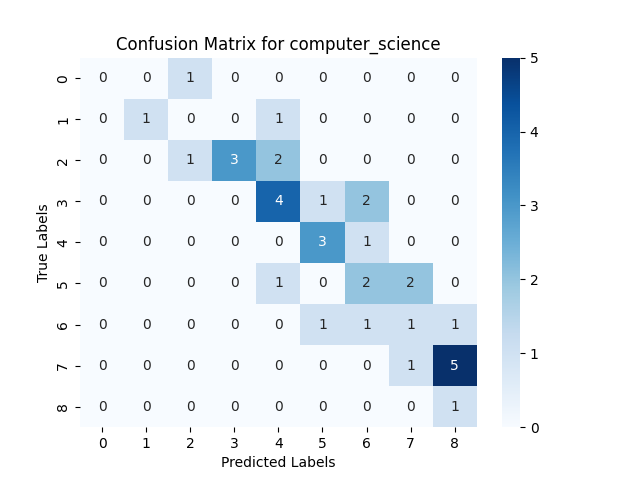 Confusion Matrix for computer_science
True Labels
0 0 0 1 0 0 0 0 0 0
1 0 1 0 0 1 0 0 0 0
2 0 0 1 3 2 0 0 0 0
3 0 0 0 0 4 1 2 0 0
4 0 0 0 0 0 3 1 0 0
5 0 0 0 0 1 0 2 2 0
6 0 0 0 0 0 1 1 1 1
7 0 0 0 0 0 0 0 1 5
8 0 0 0 0 0 0 0 0 1
0 1 2 3 4 5 6 7 8
Predicted Labels
5
4
3
2
1
0